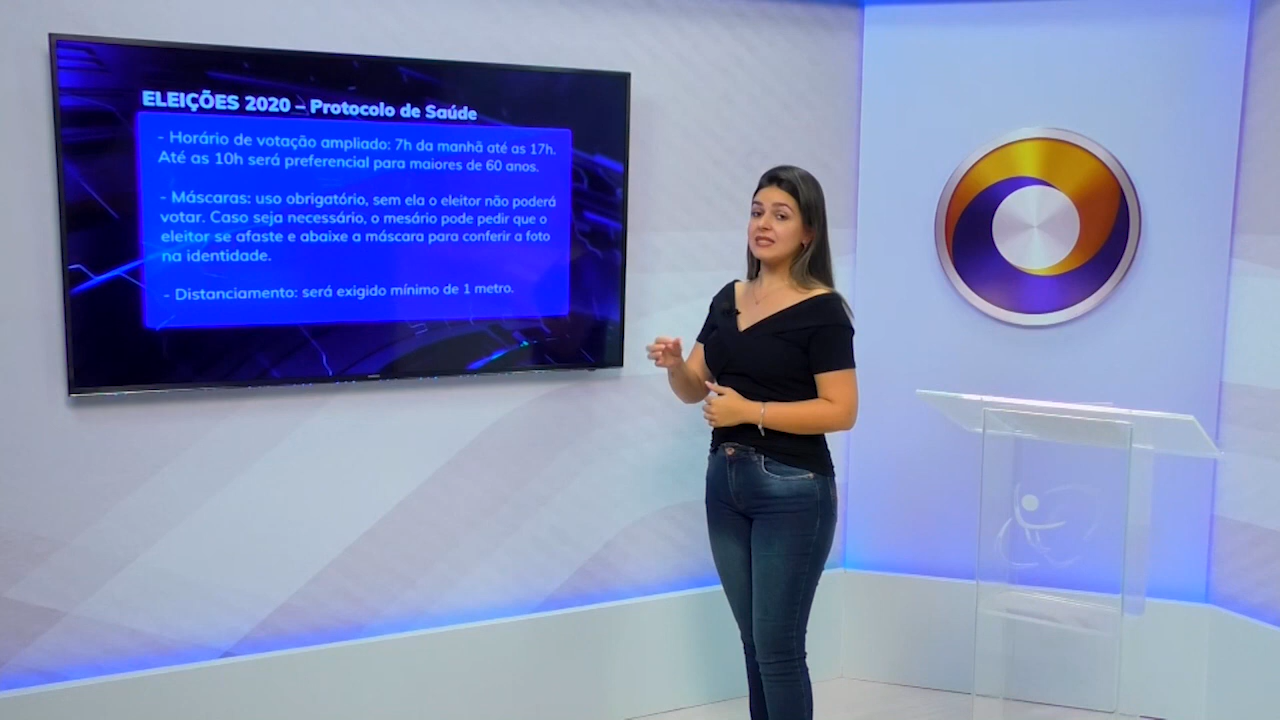 ELEIÇÕES 2020 – Protocolo de Saúde
- Horário de votação ampliado: 7h da manhã até as 17h.
Até as 10h será preferencial para maiores de 60 anos.
- Máscaras: uso obrigatório, sem ela o eleitor não poderá
votar. Caso seja necessário, o mesário pode pedir que o
eleitor se afaste e abaixe a máscara para conferir a foto
na identidade.
- Distanciamento: será exigido mínimo de 1 metro.